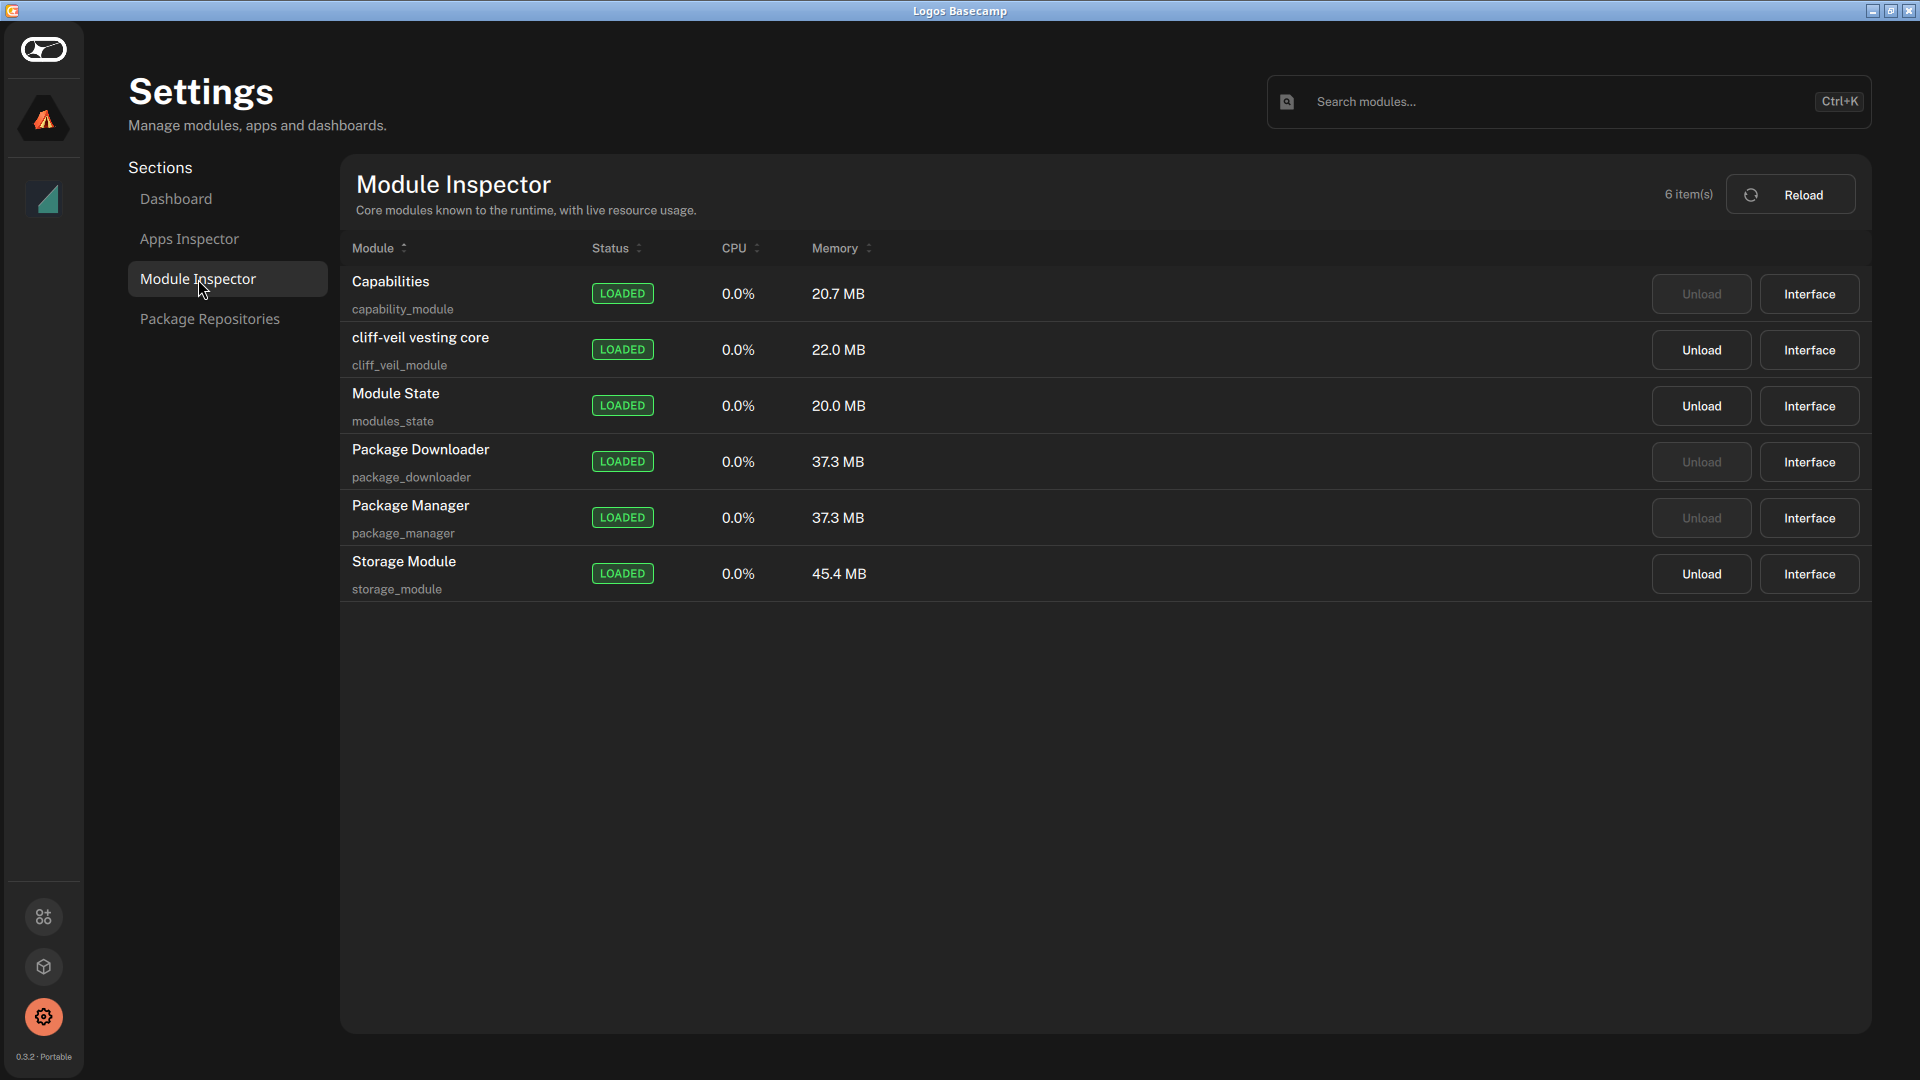 Logos Basecamp
Settings
Manage modules, apps and dashboards.
Search modules...
Ctrl+K
Sections
Dashboard
Apps Inspector
Module Inspector
Package Repositories
Module Inspector
Core modules known to the runtime, with live resource usage.
6 item(s)
Reload
Module Status CPU Memory
Capabilities
capability_module
LOADED 0.0% 20.7 MB Unload Interface
cliff-veil vesting core
cliff_veil_module
LOADED 0.0% 22.0 MB Unload Interface
Module State
modules_state
LOADED 0.0% 20.0 MB Unload Interface
Package Downloader
package_downloader
LOADED 0.0% 37.3 MB Unload Interface
Package Manager
package_manager
LOADED 0.0% 37.3 MB Unload Interface
Storage Module
storage_module
LOADED 0.0% 45.4 MB Unload Interface
0.3.2 · Portable